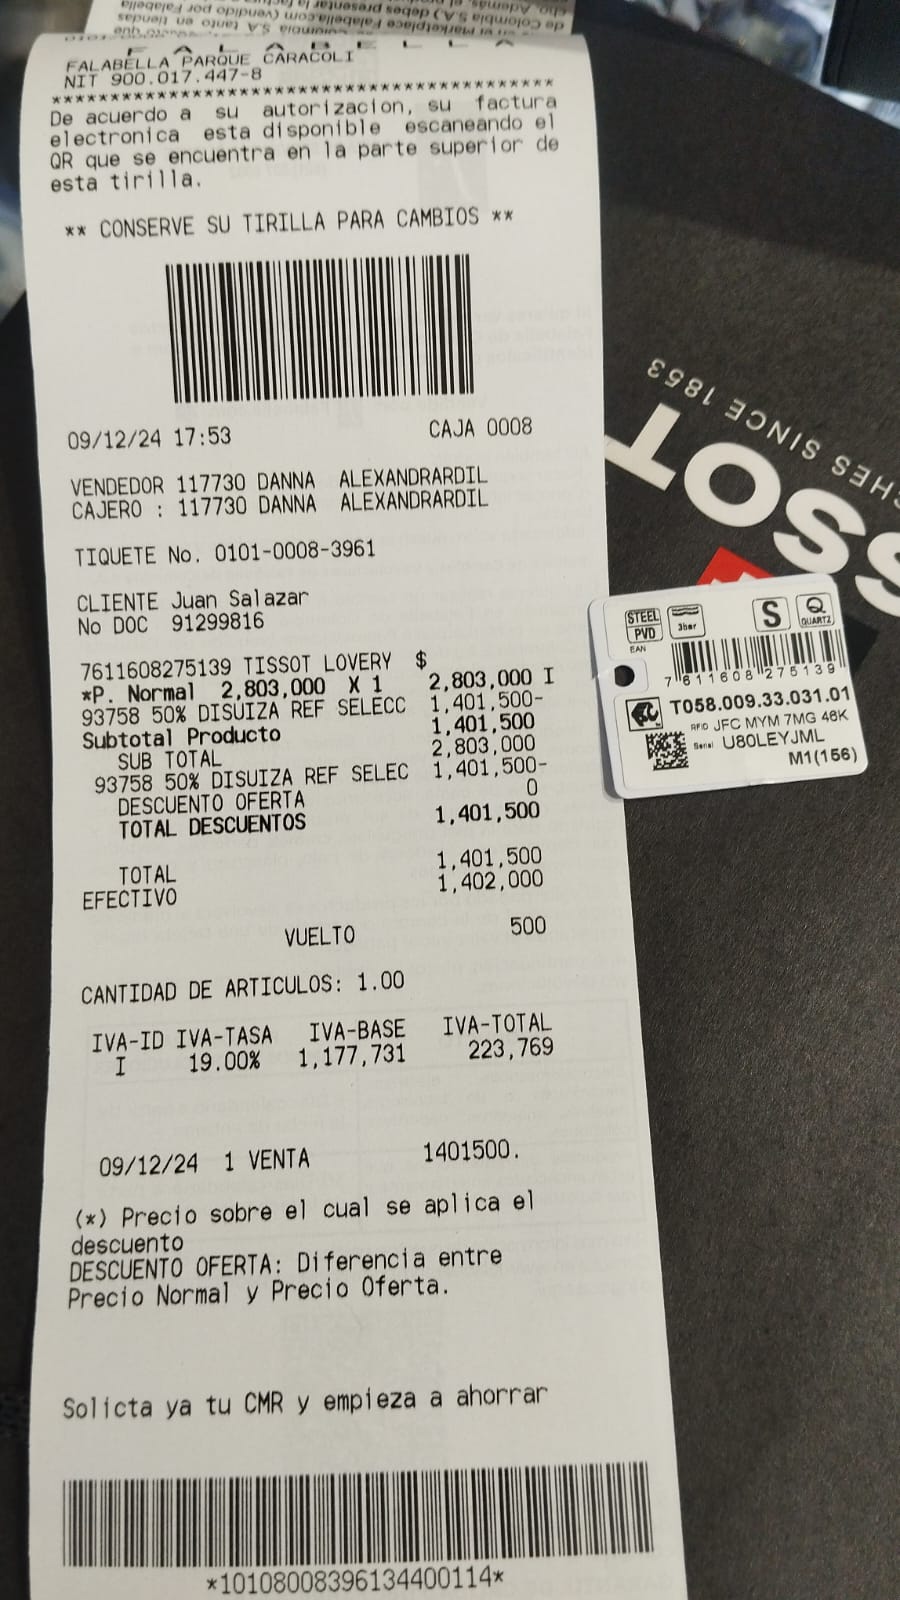 F A L A B E L L A
FALABELLA PARQUE CARACOLI
NIT 900.017.447-8
****************************************
De acuerdo a su autorizacion, su factura
electronica esta disponible escaneando el
QR que se encuentra en la parte superior de
esta tirilla.
** CONSERVE SU TIRILLA PARA CAMBIOS **
09/12/24 17:53 CAJA 0008
VENDEDOR 117730 DANNA ALEXANDRARDIL
CAJERO : 117730 DANNA ALEXANDRARDIL
TIQUETE No. 0101-0008-3961
CLIENTE Juan Salazar
No DOC 91299816
7611608275139 TISSOT LOVERY $
*P. Normal 2,803,000 X 1 2,803,000 I
93758 50% DISUIZA REF SELECC 1,401,500-
Subtotal Producto 1,401,500
SUB TOTAL 2,803,000
93758 50% DISUIZA REF SELEC 1,401,500-
DESCUENTO OFERTA 0
TOTAL DESCUENTOS 1,401,500
TOTAL 1,401,500
EFECTIVO 1,402,000
VUELTO 500
CANTIDAD DE ARTICULOS: 1.00
IVA-ID IVA-TASA IVA-BASE IVA-TOTAL
I 19.00% 1,177,731 223,769
09/12/24 1 VENTA 1401500.
(*) Precio sobre el cual se aplica el
descuento
DESCUENTO OFERTA: Diferencia entre
Precio Normal y Precio Oferta.
Solicta ya tu CMR y empieza a ahorrar
*10108008396134400114*
SSOT
CHES SINCE 1853
STEEL
PVD
3bar
S
Q
QUARTZ
EAN
7 611608 275139
T058.009.33.031.01
RFID JFC MYM 7MG 48K
Serial U80LEYJML
M1(156)